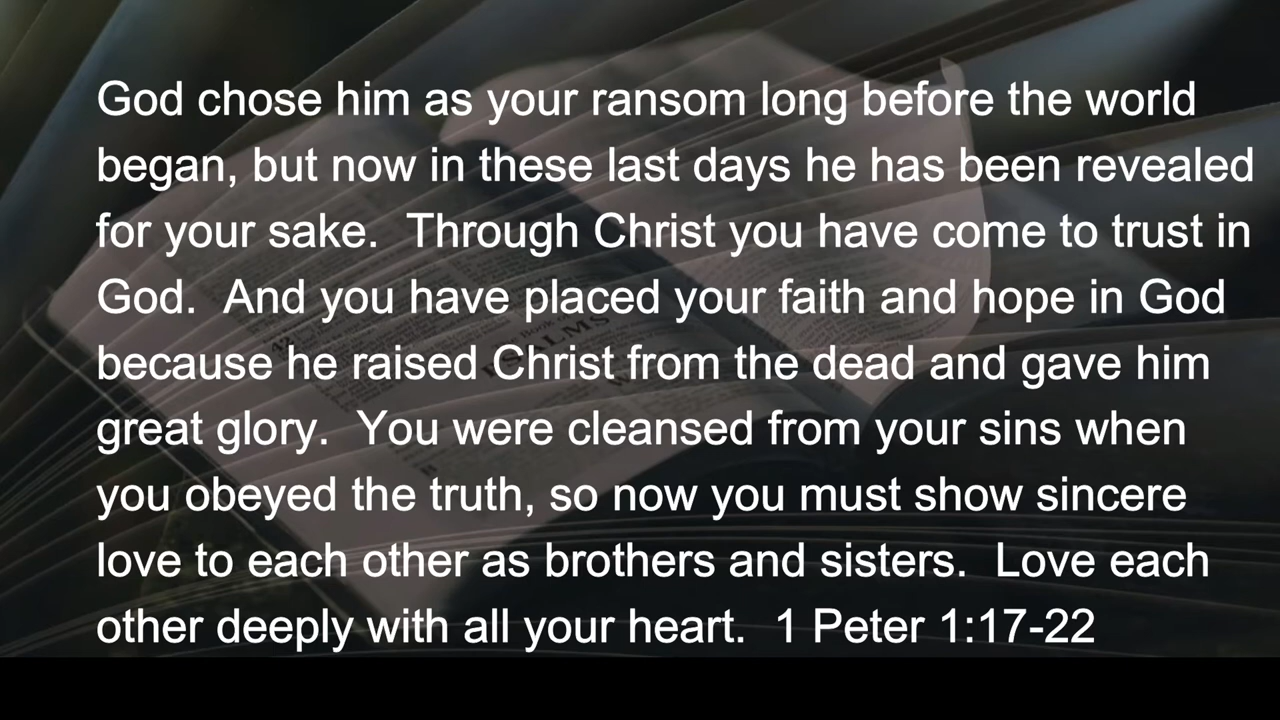 God chose him as your ransom long before the world
began, but now in these last days he has been revealed
for your sake.  Through Christ you have come to trust in
God.  And you have placed your faith and hope in God
because he raised Christ from the dead and gave him
great glory.  You were cleansed from your sins when
you obeyed the truth, so now you must show sincere
love to each other as brothers and sisters.  Love each
other deeply with all your heart.  1 Peter 1:17-22
PSALMS